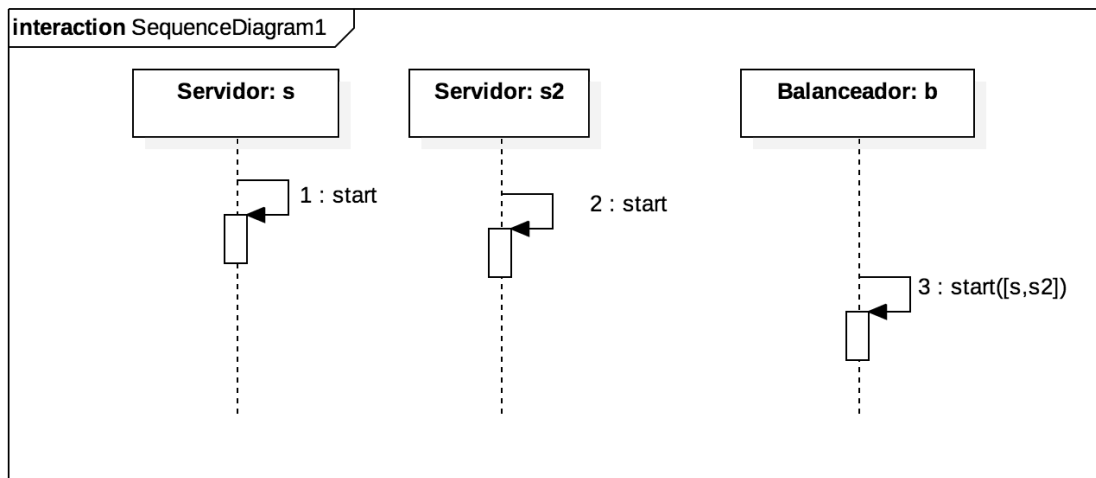 interaction SequenceDiagram1
Servidor: s
Servidor: s2
Balanceador: b
1 : start
2 : start
3 : start([s,s2])